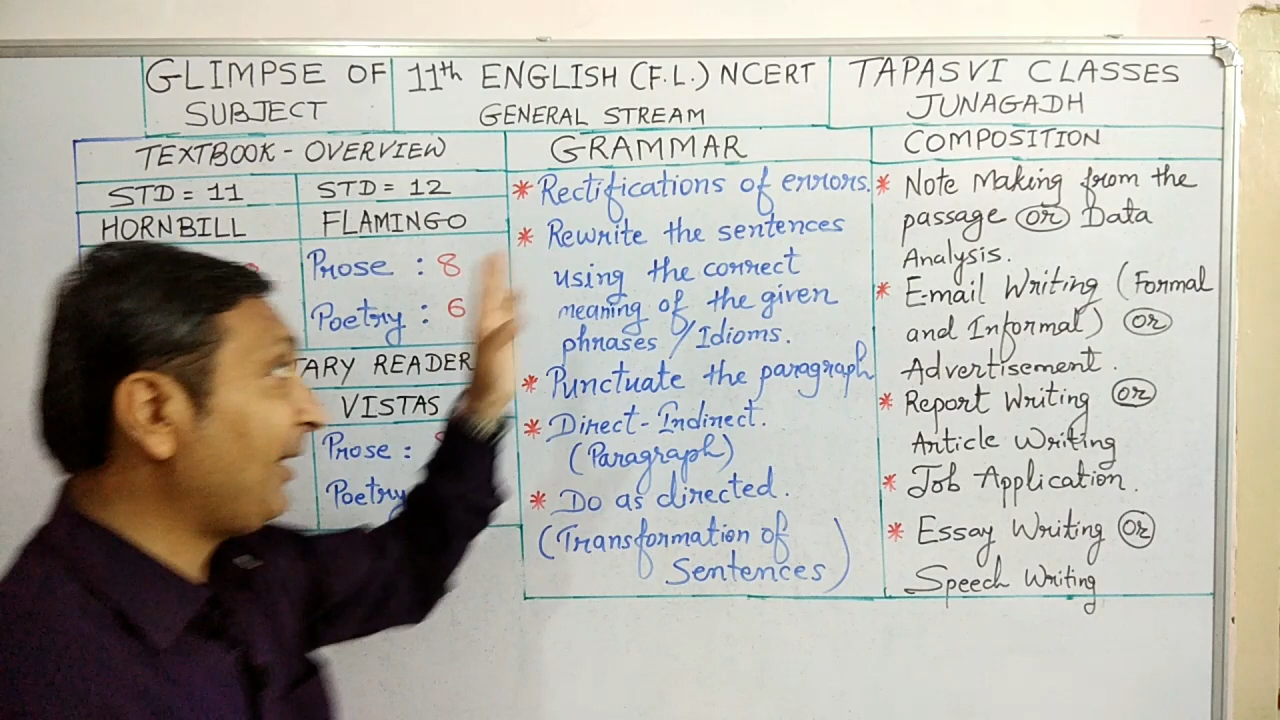 GLIMPSE OF
SUBJECT
11th ENGLISH (F.L.) NCERT
GENERAL STREAM
TAPASVI CLASSES
JUNAGADH
TEXTBOOK - OVERVIEW
STD = 11
STD = 12
HORNBILL
FLAMINGO
Prose : 8
Poetry : 6
READER
VISTAS
Prose :
Poetry
GRAMMAR
* Rectifications of errors.
* Rewrite the sentences
using the correct
meaning of the given
phrases / Idioms.
* Punctuate the paragraph
* Direct - Indirect.
(Paragraph)
* Do as directed.
(Transformation of
Sentences)
COMPOSITION
* Note Making from the
passage or Data
Analysis.
* E-mail Writing (Formal
and Informal) or
Advertisement.
* Report Writing or
Article Writing
* Job Application.
* Essay Writing or
Speech Writing